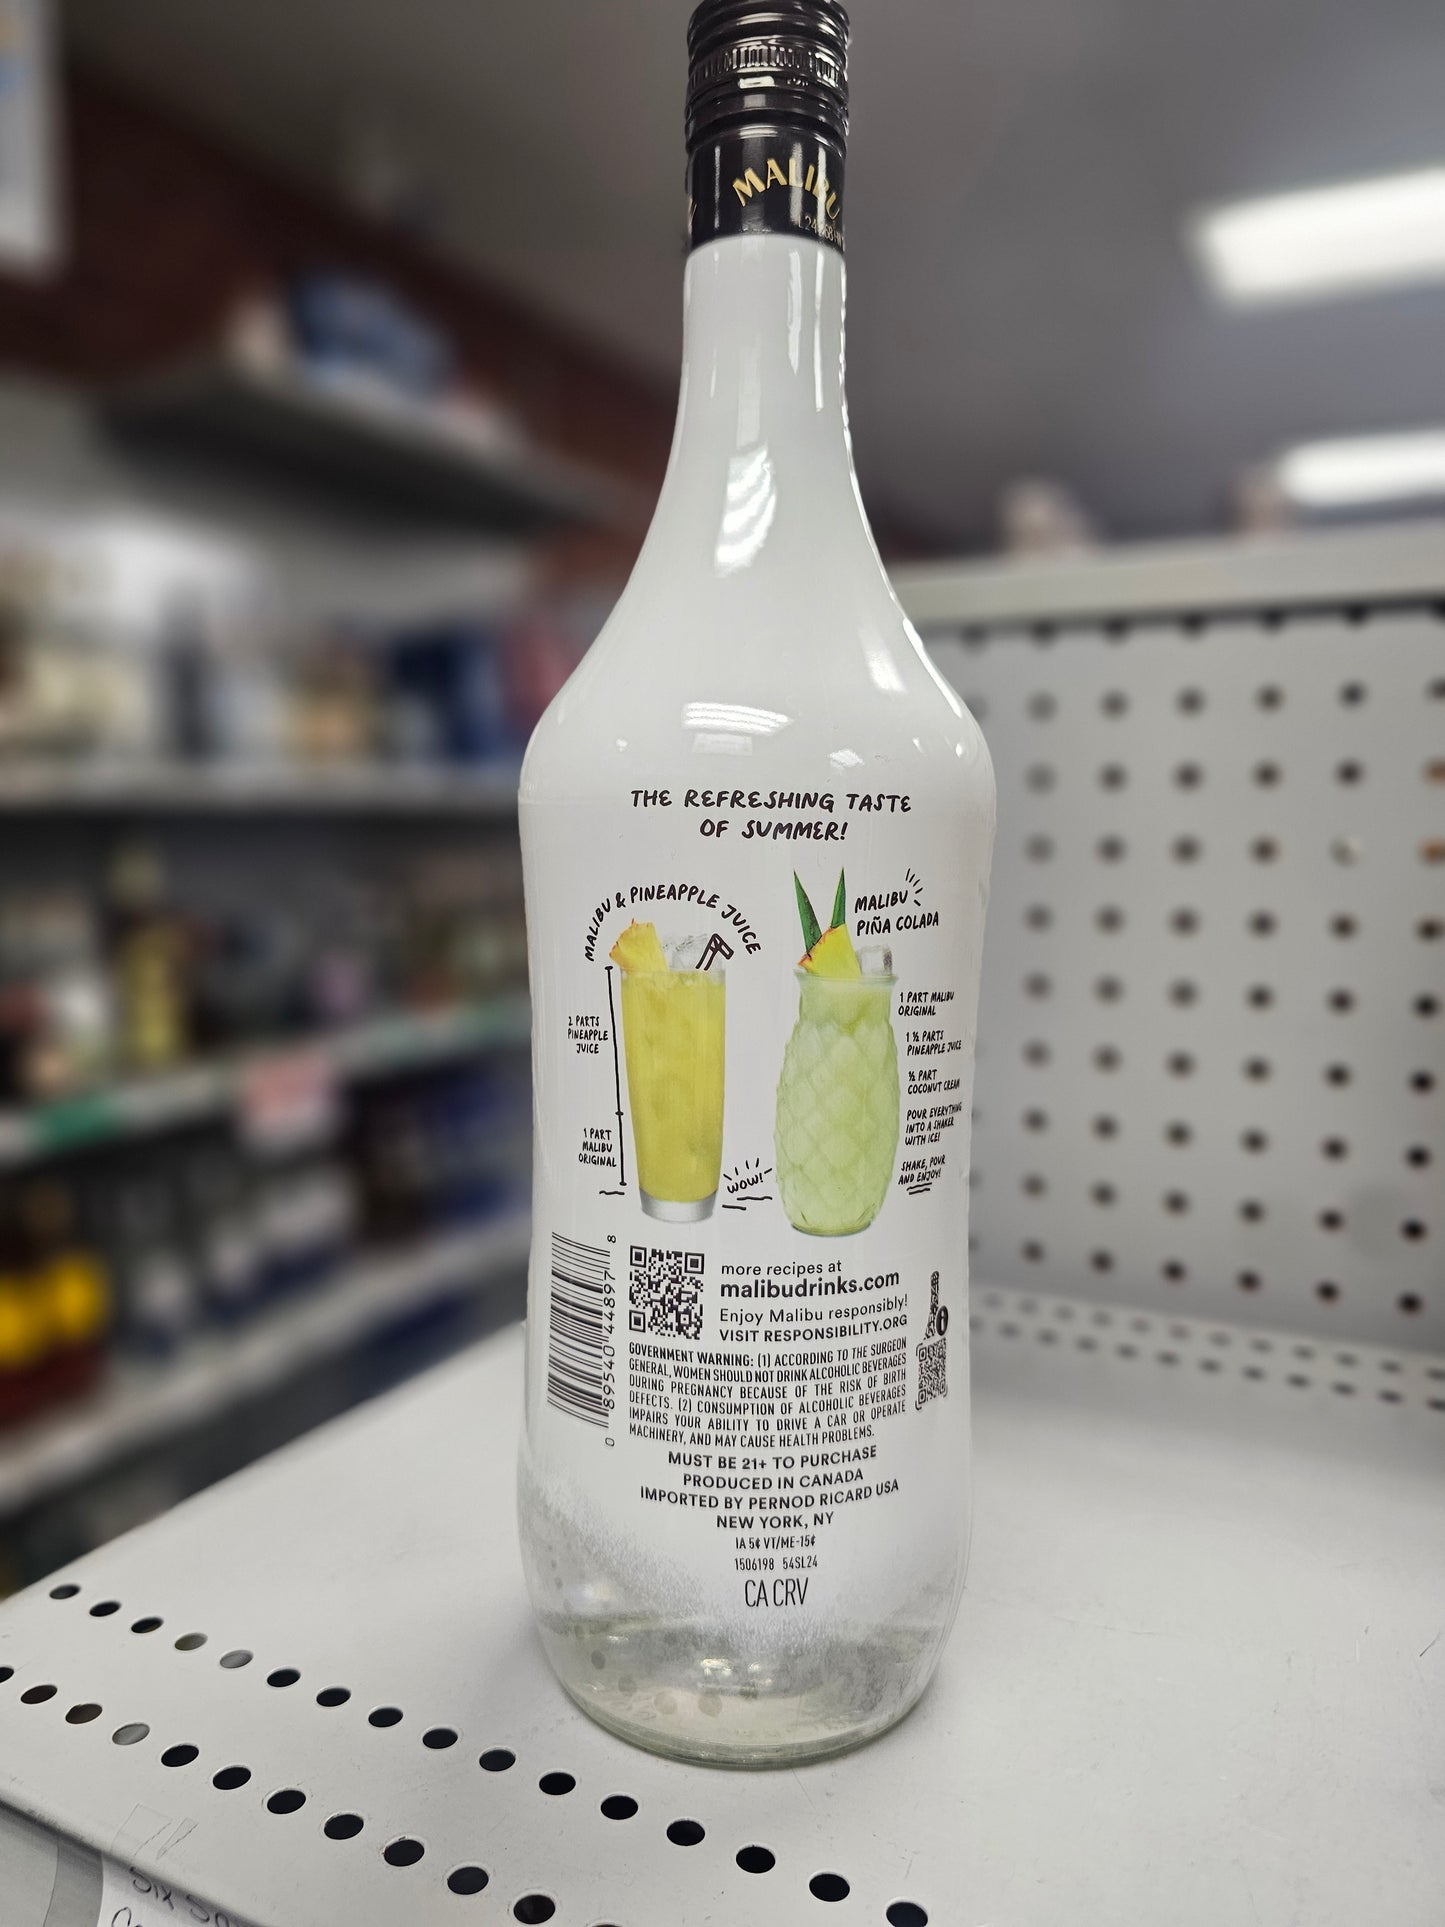 MALIBU
THE REFRESHING TASTE
OF SUMMER!
MALIBU & PINEAPPLE JUICE
2 PARTS
PINEAPPLE
JUICE
1 PART
MALIBU
ORIGINAL
WOW!
MALIBU
PIÑA COLADA
1 PART MALIBU
ORIGINAL
1 ½ PARTS
PINEAPPLE JUICE
½ PART
COCONUT CREAM
POUR EVERYTHING
INTO A SHAKER
WITH ICE!
SHAKE, POUR
AND ENJOY!
0 89540 44897 8
more recipes at
malibudrinks.com
Enjoy Malibu responsibly!
VISIT RESPONSIBILITY.ORG
GOVERNMENT WARNING: (1) ACCORDING TO THE SURGEON
GENERAL, WOMEN SHOULD NOT DRINK ALCOHOLIC BEVERAGES
DURING PREGNANCY BECAUSE OF THE RISK OF BIRTH
DEFECTS. (2) CONSUMPTION OF ALCOHOLIC BEVERAGES
IMPAIRS YOUR ABILITY TO DRIVE A CAR OR OPERATE
MACHINERY, AND MAY CAUSE HEALTH PROBLEMS.
MUST BE 21+ TO PURCHASE
PRODUCED IN CANADA
IMPORTED BY PERNOD RICARD USA
NEW YORK, NY
IA 5¢ VT/ME-15¢
1506198 54SL24
CA CRV